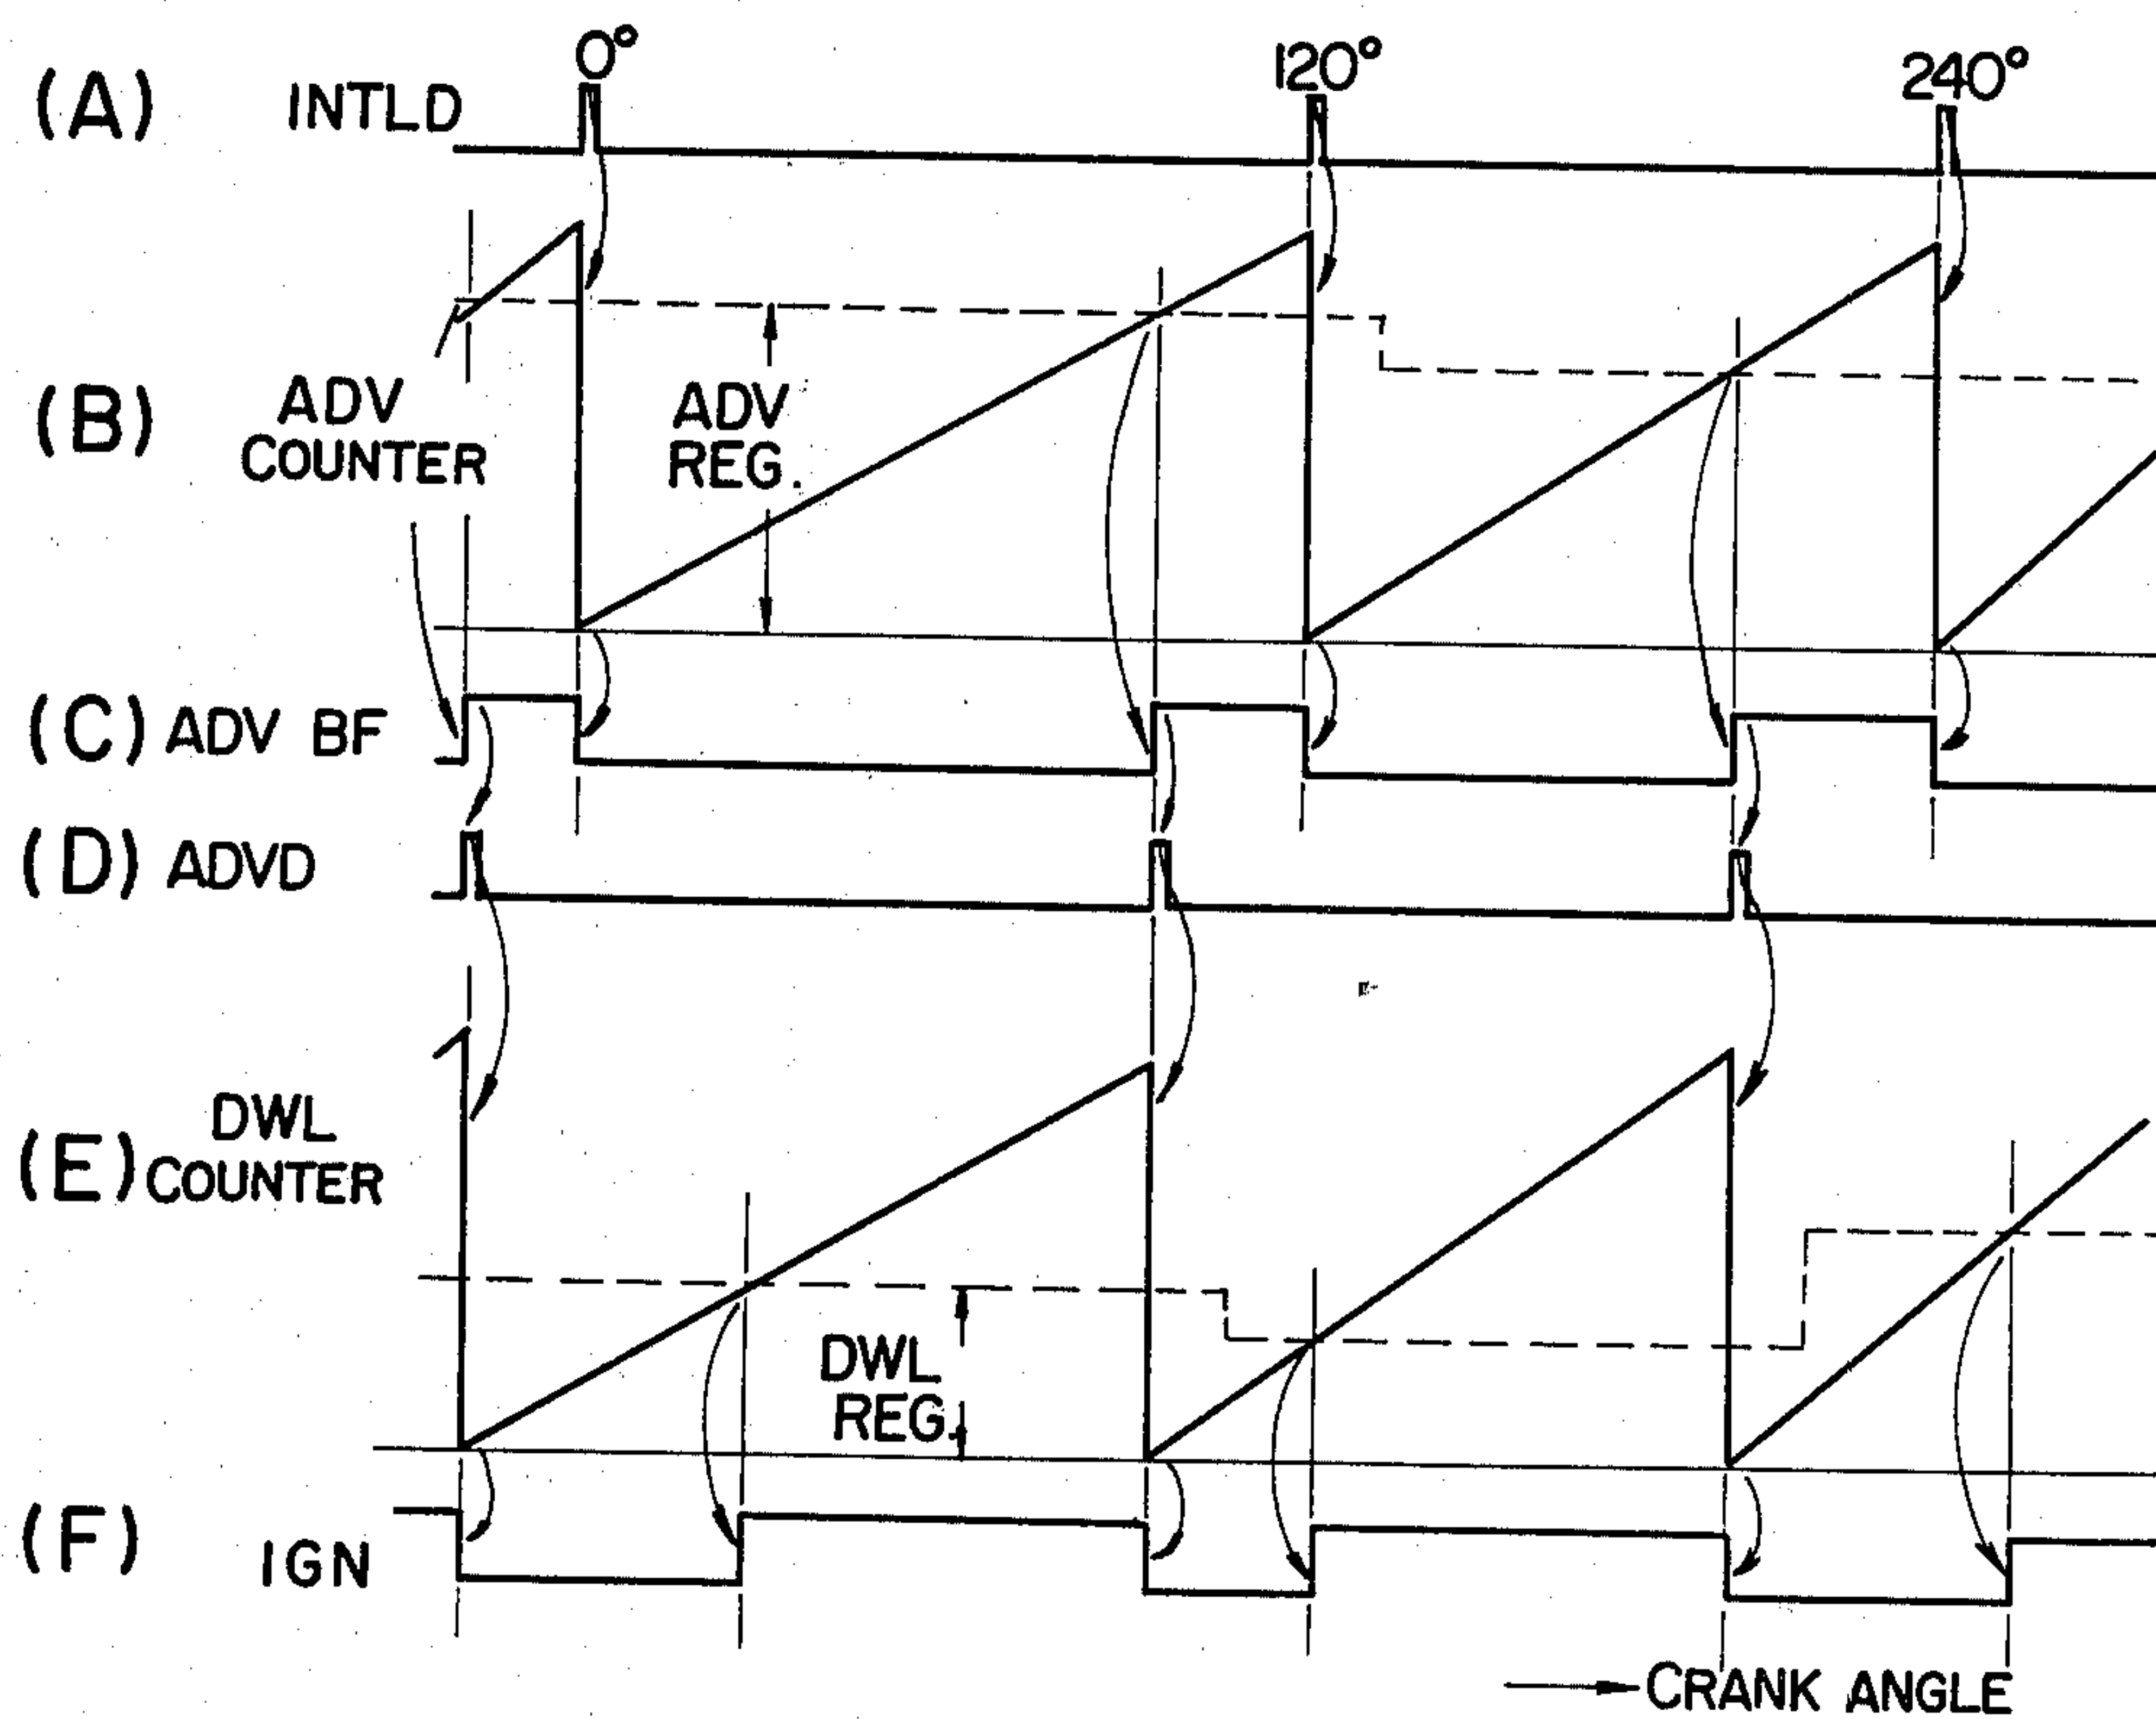 0° 120° 240°
(A) INTLD
(B) ADV
COUNTER
ADV
REG.
(C) ADV BF
(D) ADVD
(E) DWL
COUNTER
DWL
REG.
(F) IGN
CRANK ANGLE